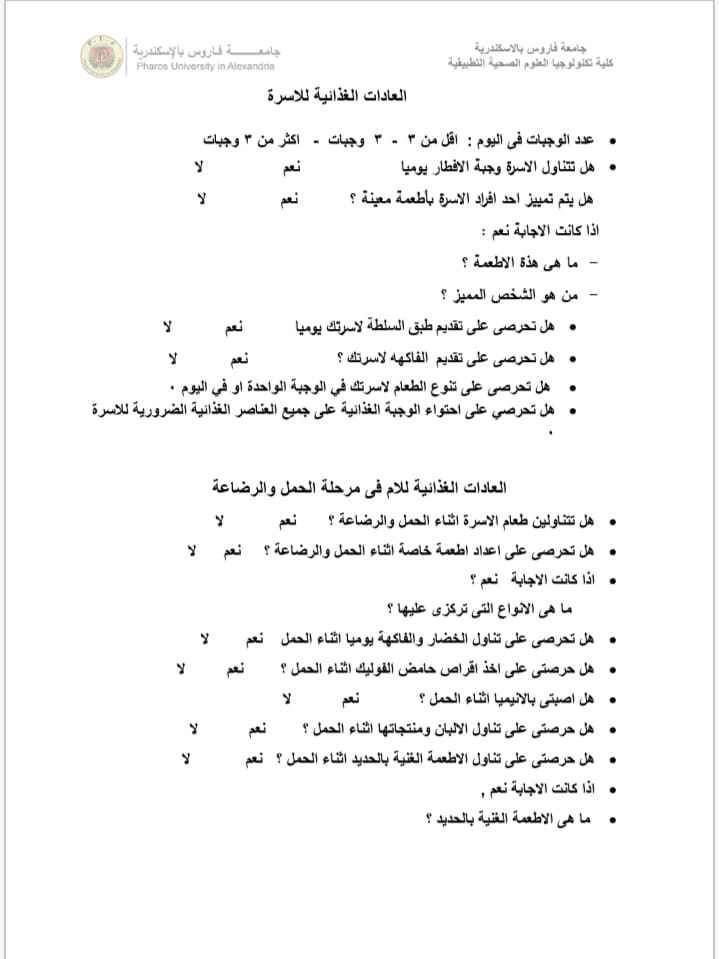 جامعة فاروس بالاسكندرية
كلية تكنولوجيا العلوم الصحية التطبيقية
جامعـــــة فاروس بالإسكندرية
Pharos University in Alexandria
P.U.A
العادات الغذائية للاسرة
• عدد الوجبات فى اليوم : اقل من ٣ - ٣ وجبات - اكثر من ٣ وجبات
• هل تتناول الاسرة وجبة الافطار يوميا نعم لا
هل يتم تمييز احد افراد الاسرة بأطعمة معينة ؟ نعم لا
اذا كانت الاجابة نعم :
- ما هى هذة الاطعمة ؟
- من هو الشخص المميز ؟
• هل تحرصى على تقديم طبق السلطة لاسرتك يوميا نعم لا
• هل تحرصى على تقديم الفاكهه لاسرتك ؟ نعم لا
• هل تحرصى على تنوع الطعام لاسرتك في الوجبة الواحدة او في اليوم .
• هل تحرصي على احتواء الوجبة الغذائية على جميع العناصر الغذائية الضرورية للاسرة
.
العادات الغذائية للام فى مرحلة الحمل والرضاعة
• هل تتناولين طعام الاسرة اثناء الحمل والرضاعة ؟ نعم لا
• هل تحرصى على اعداد اطعمة خاصة اثناء الحمل والرضاعة ؟ نعم لا
• اذا كانت الاجابة نعم ؟
ما هى الانواع التى تركزى عليها ؟
• هل تحرصى على تناول الخضار والفاكهة يوميا اثناء الحمل نعم لا
• هل حرصتى على اخذ اقراص حامض الفوليك اثناء الحمل ؟ نعم لا
• هل اصبتى بالانيميا اثناء الحمل ؟ نعم لا
• هل حرصتى على تناول الالبان ومنتجاتها اثناء الحمل ؟ نعم لا
• هل حرصتى على تناول الاطعمة الغنية بالحديد اثناء الحمل ؟ نعم لا
• اذا كانت الاجابة نعم ,
• ما هى الاطعمة الغنية بالحديد ؟